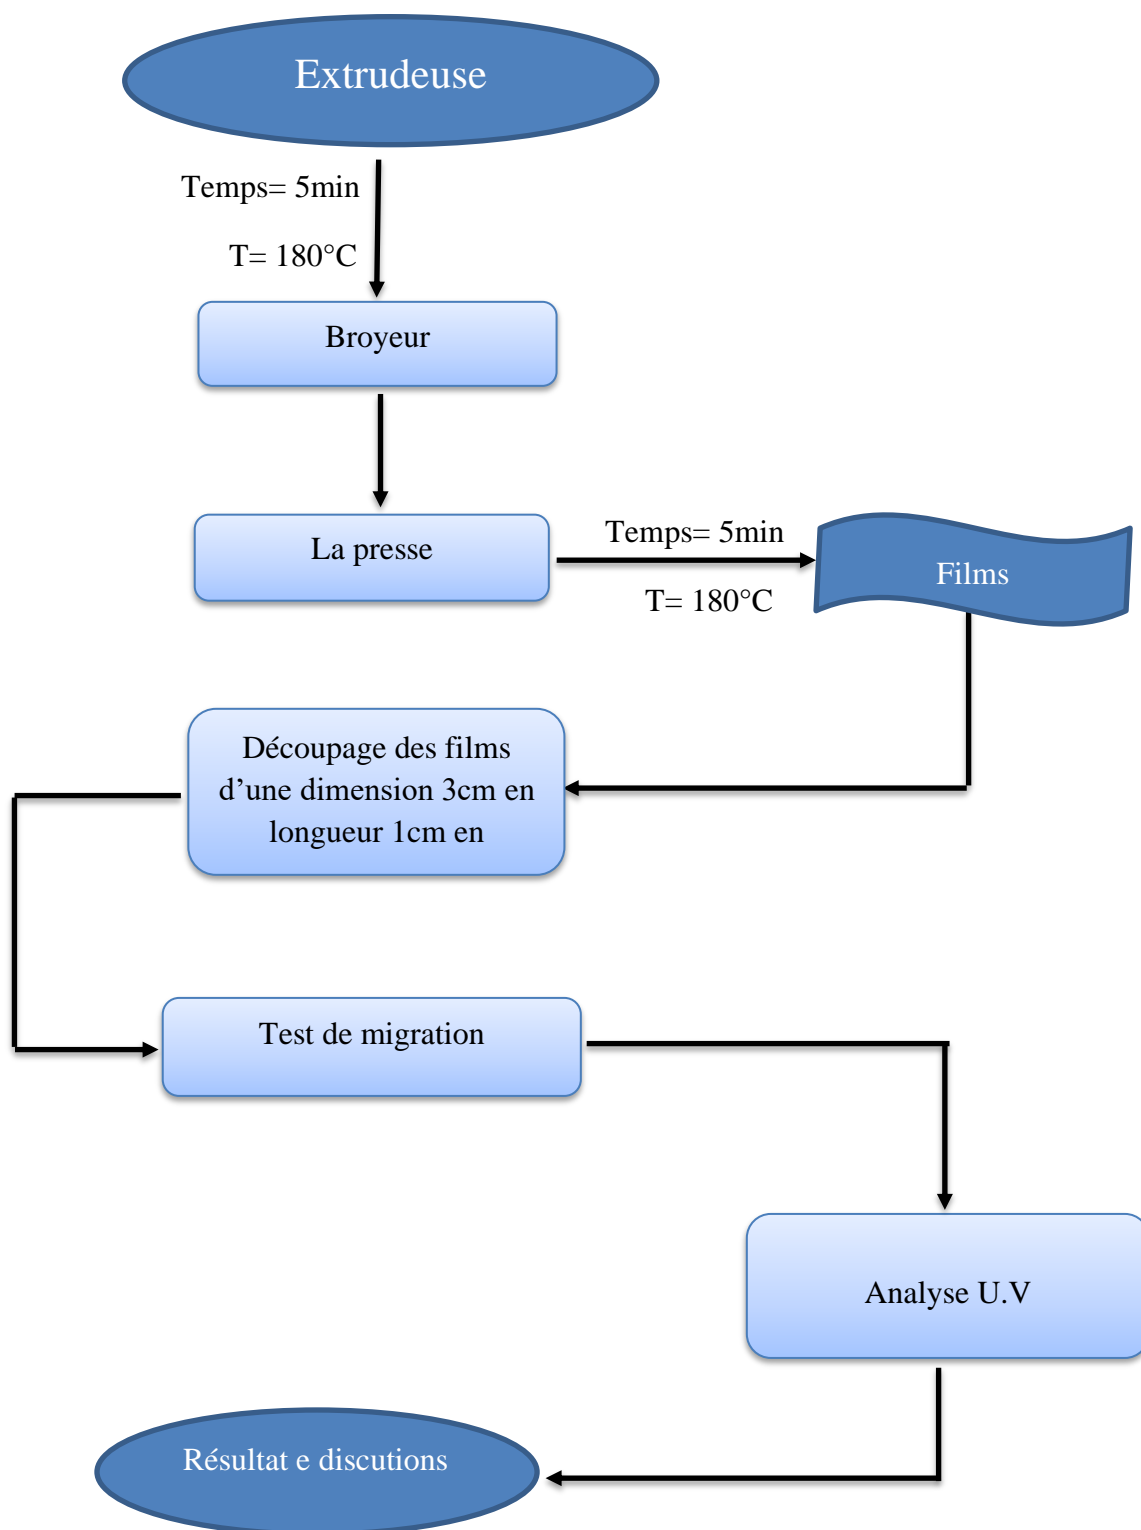 Extrudeuse
Temps= 5min
T= 180°C
Broyeur
La presse
Temps= 5min
T= 180°C
Films
Découpage des films
d’une dimension 3cm en
longueur 1cm en
Test de migration
Analyse U.V
Résultat e discutions